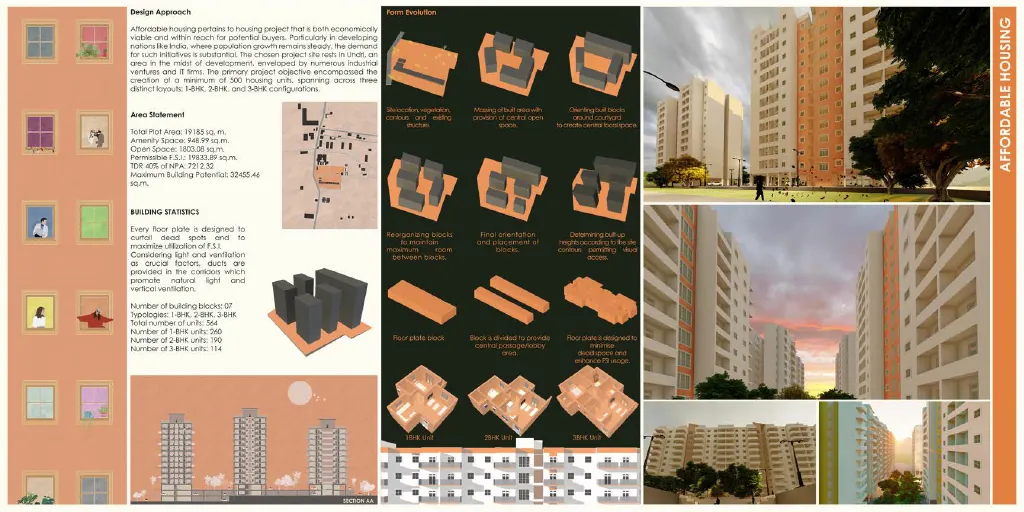 Design Approach
Affordable housing pertains to housing project that is both economically
viable and within reach for potential buyers. Particularly in developing
nations like India, where population growth remains steady, the demand
for such initiatives is substantial. The chosen project site rests in Undri, an
area in the midst of development, enveloped by numerous industrial
ventures and IT firms. The primary project objective encompassed the
creation of a minimum of 500 housing units, spanning across three
distinct layouts: 1-BHK, 2-BHK, and 3-BHK configurations.
Area Statement
Total Plot Area: 19185 sq. m.
Amenity Space: 948.99 sq.m.
Open Space: 1803.08 sq.m.
Permissible F.S.I.: 19833.89 sq.m.
TDR 40% of NPA: 7212.32
Maximum Building Potential: 32455.46
sq.m.
BUILDING STATISTICS
Every floor plate is designed to
curtail dead spots and to
maximize utilization of F.S.I.
Considering light and ventilation
as crucial factors, ducts are
provided in the corridors which
promote natural light and
vertical ventilation.
Number of building blocks: 07
Typologies: 1-BHK, 2-BHK, 3-BHK
Total number of units: 564
Number of 1-BHK units: 260
Number of 2-BHK units: 190
Number of 3-BHK units: 114
SECTION AA
Form Evolution
Site location, vegetation,
contours and existing
structure.
Massing of built area with
provision of central open
space.
Orienting built blocks
around courtyard
to create central focal space.
Reorganizing blocks
to maintain
maximum room
between blocks.
Final orientation
and placement of
blocks.
Determining built-up
heights according to the site
contours permitting visual
access.
Floor plate block
Block is divided to provide
central passage/lobby
area.
Floor plate is designed to
minimise
dead space and
enhance FSI usage.
1BHK Unit
2BHK Unit
3BHK Unit
AFFORDABLE HOUSING